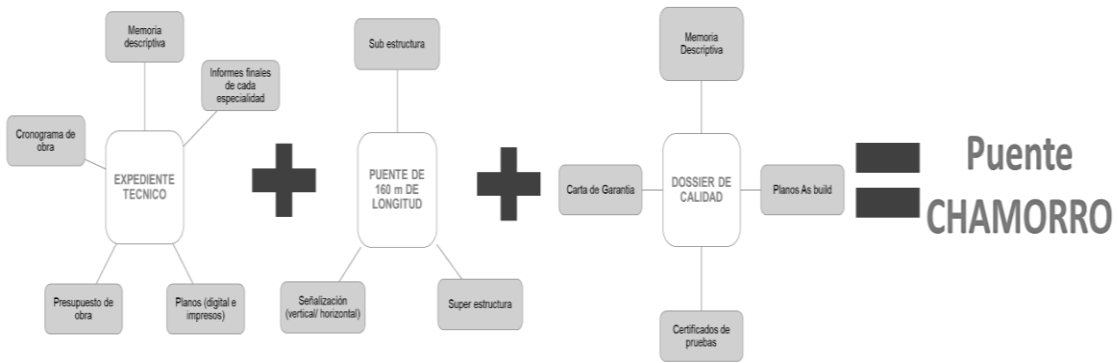 Memoria
descriptiva
Informes finales
de cada
especialidad
Cronograma de
obra
EXPEDIENTE
TECNICO
Presupuesto de
obra
Planos (digital e
impresos)
Sub estructura
PUENTE DE
160 m DE
LONGITUD
Señalización
(vertical/ horizontal)
Super estructura
Memoria
Descriptiva
Carta de Garantia
DOSSIER DE
CALIDAD
Planos As build
Certificados de
pruebas
Puente
CHAMORRO